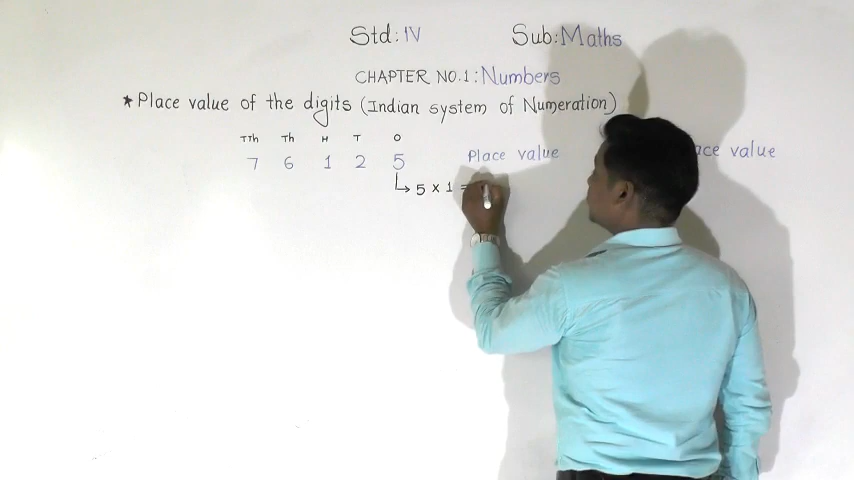 Std: IV Sub: Maths
CHAPTER NO.1: Numbers
* Place value of the digits (Indian system of Numeration)
TTh Th H T O
7 6 1 2 5 Place value value
5 x 1 =